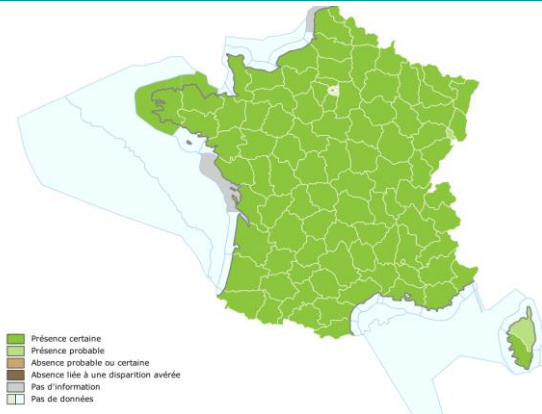 Présence certaine
Présence probable
Absence probable ou certaine
Absence liée à une disparition avérée
Pas d'information
Pas de données